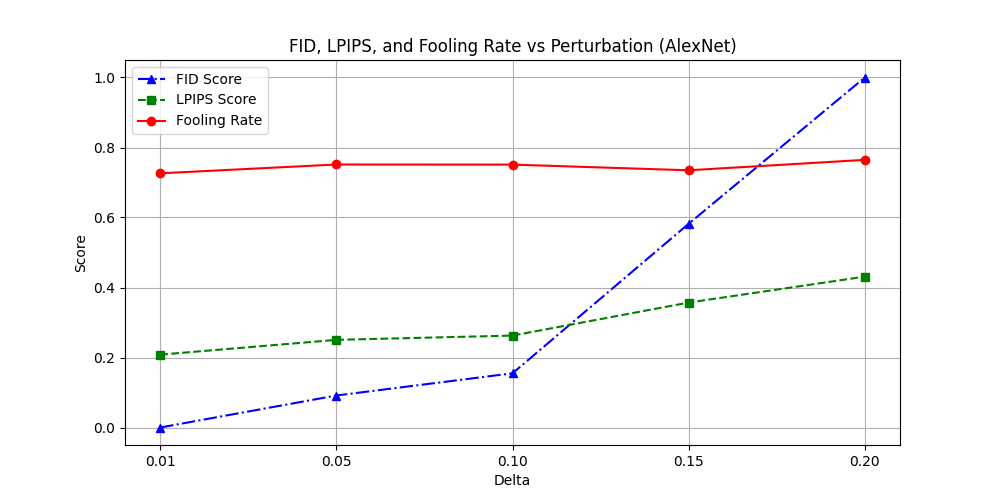 FID, LPIPS, and Fooling Rate vs Perturbation (AlexNet)
FID Score
LPIPS Score
Fooling Rate
1.0
0.8
0.6
0.4
0.2
0.0
Score
0.01 0.05 0.10 0.15 0.20
Delta